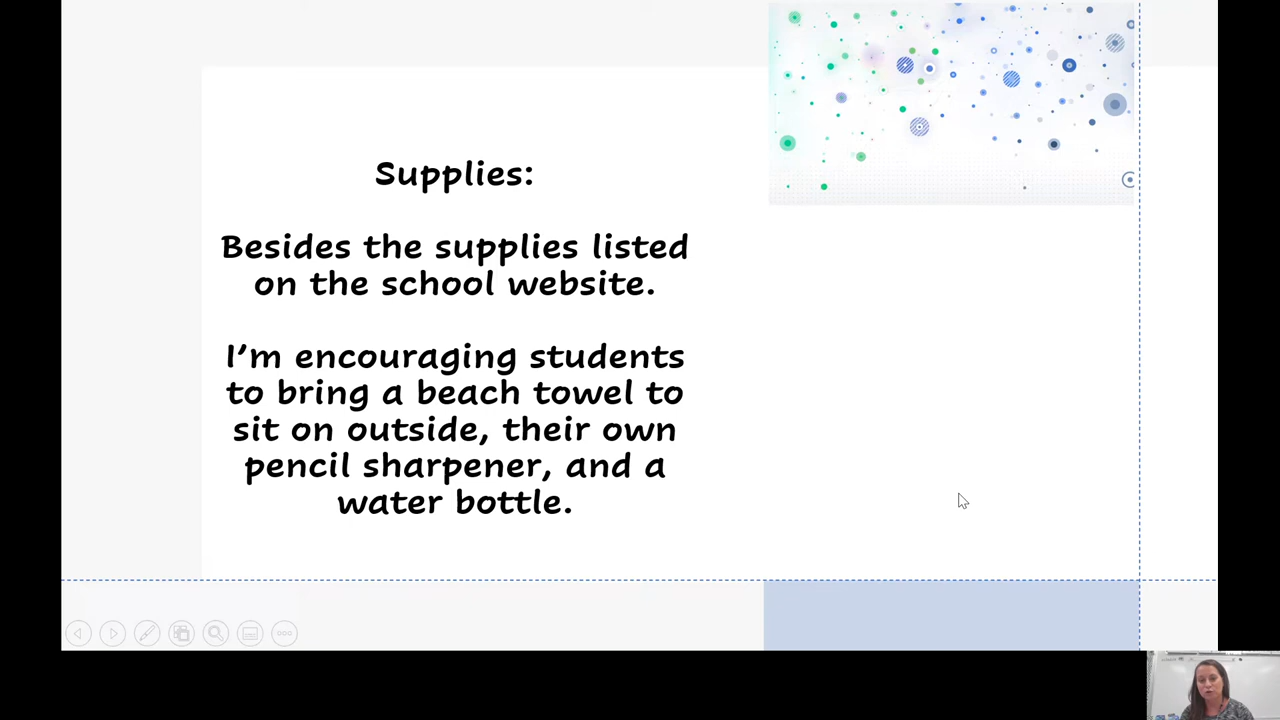 Supplies:
Besides the supplies listed
on the school website.
I'm encouraging students
to bring a beach towel to
sit on outside, their own
pencil sharpener, and a
water bottle.